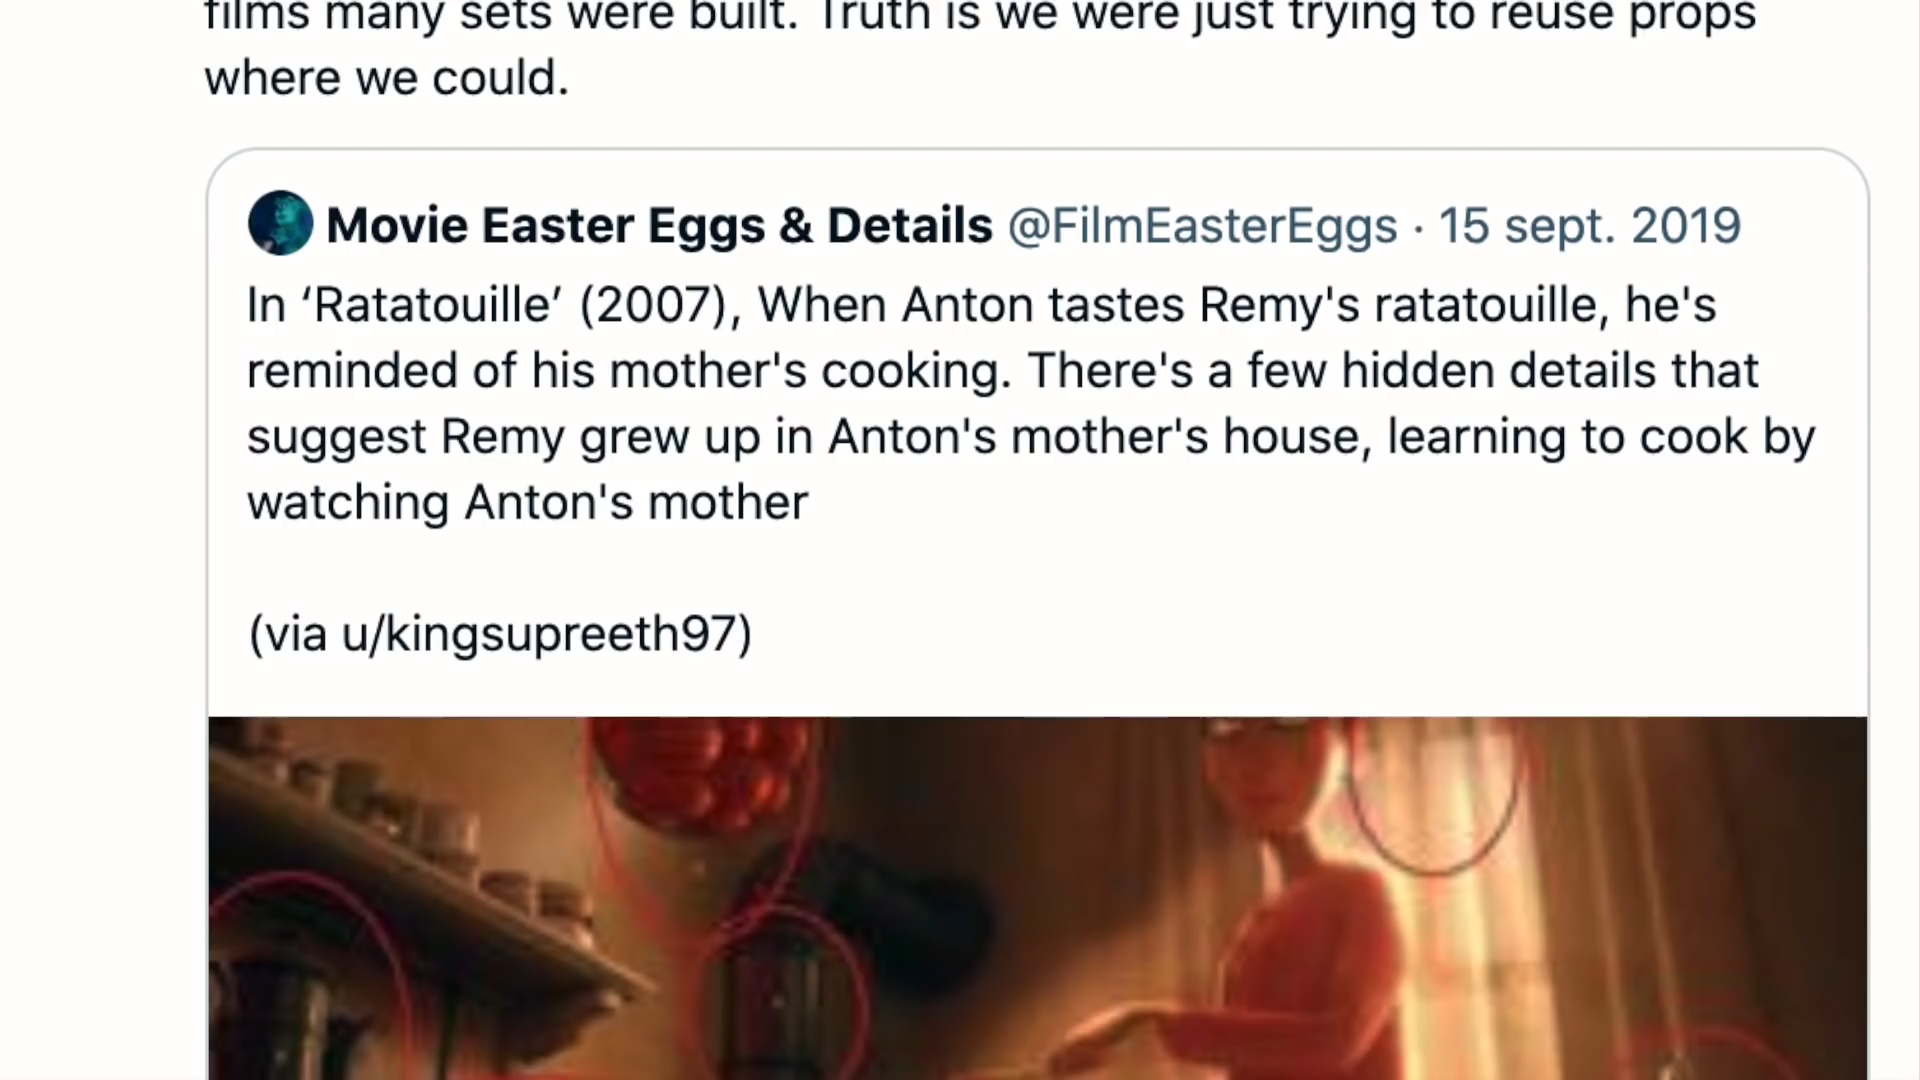 films many sets were built. Truth is we were just trying to reuse props
where we could.
Movie Easter Eggs & Details @FilmEasterEggs · 15 sept. 2019
In ‘Ratatouille’ (2007), When Anton tastes Remy's ratatouille, he's
reminded of his mother's cooking. There's a few hidden details that
suggest Remy grew up in Anton's mother's house, learning to cook by
watching Anton's mother
(via u/kingsupreeth97)